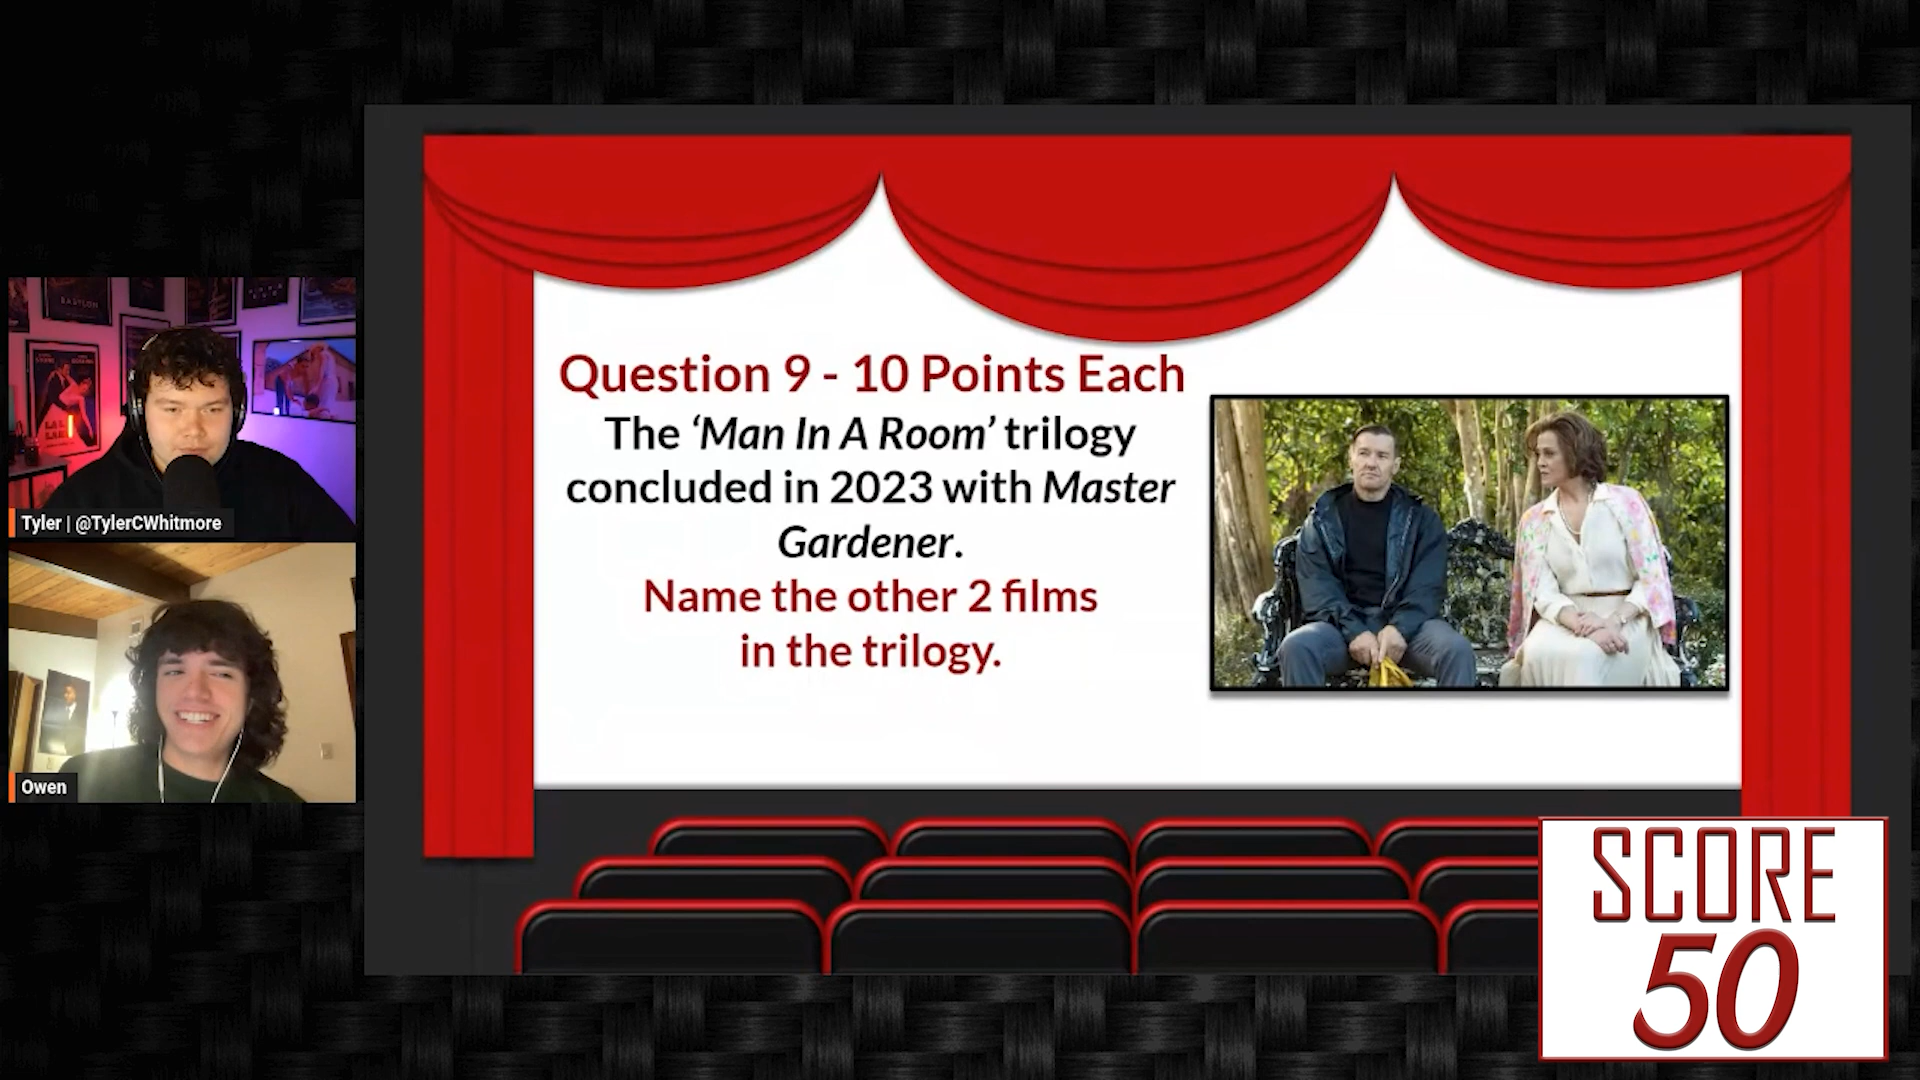 BABYLON
Tyler | @TylerCWhitmore
Owen
Question 9 - 10 Points Each
The ‘Man In A Room’ trilogy
concluded in 2023 with Master
Gardener.
Name the other 2 films
in the trilogy.
SCORE
50